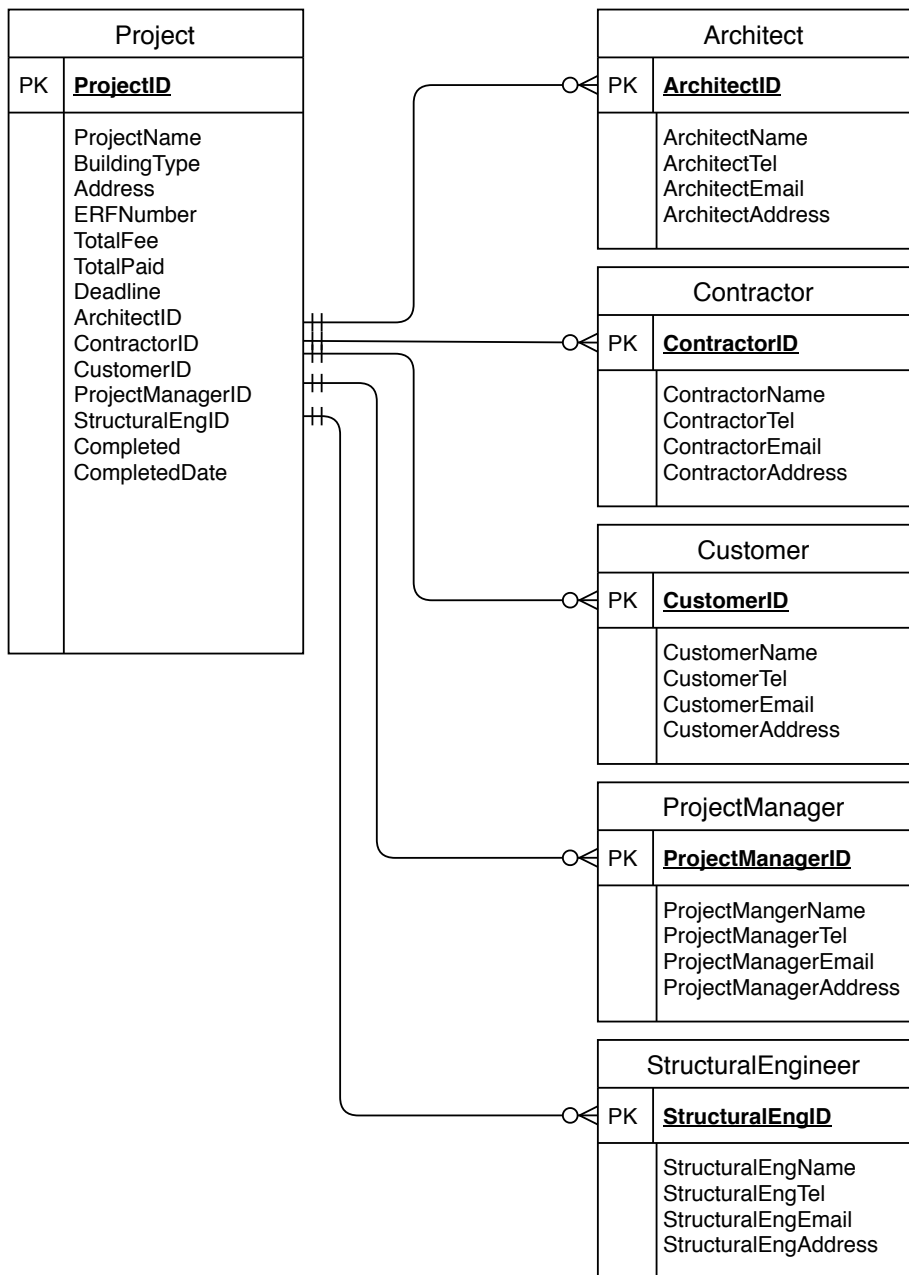 Project
PK ProjectID
ProjectName
BuildingType
Address
ERFNumber
TotalFee
TotalPaid
Deadline
ArchitectID
ContractorID
CustomerID
ProjectManagerID
StructuralEngID
Completed
CompletedDate
Architect
PK ArchitectID
ArchitectName
ArchitectTel
ArchitectEmail
ArchitectAddress
Contractor
PK ContractorID
ContractorName
ContractorTel
ContractorEmail
ContractorAddress
Customer
PK CustomerID
CustomerName
CustomerTel
CustomerEmail
CustomerAddress
ProjectManager
PK ProjectManagerID
ProjectMangerName
ProjectManagerTel
ProjectManagerEmail
ProjectManagerAddress
StructuralEngineer
PK StructuralEngID
StructuralEngName
StructuralEngTel
StructuralEngEmail
StructuralEngAddress